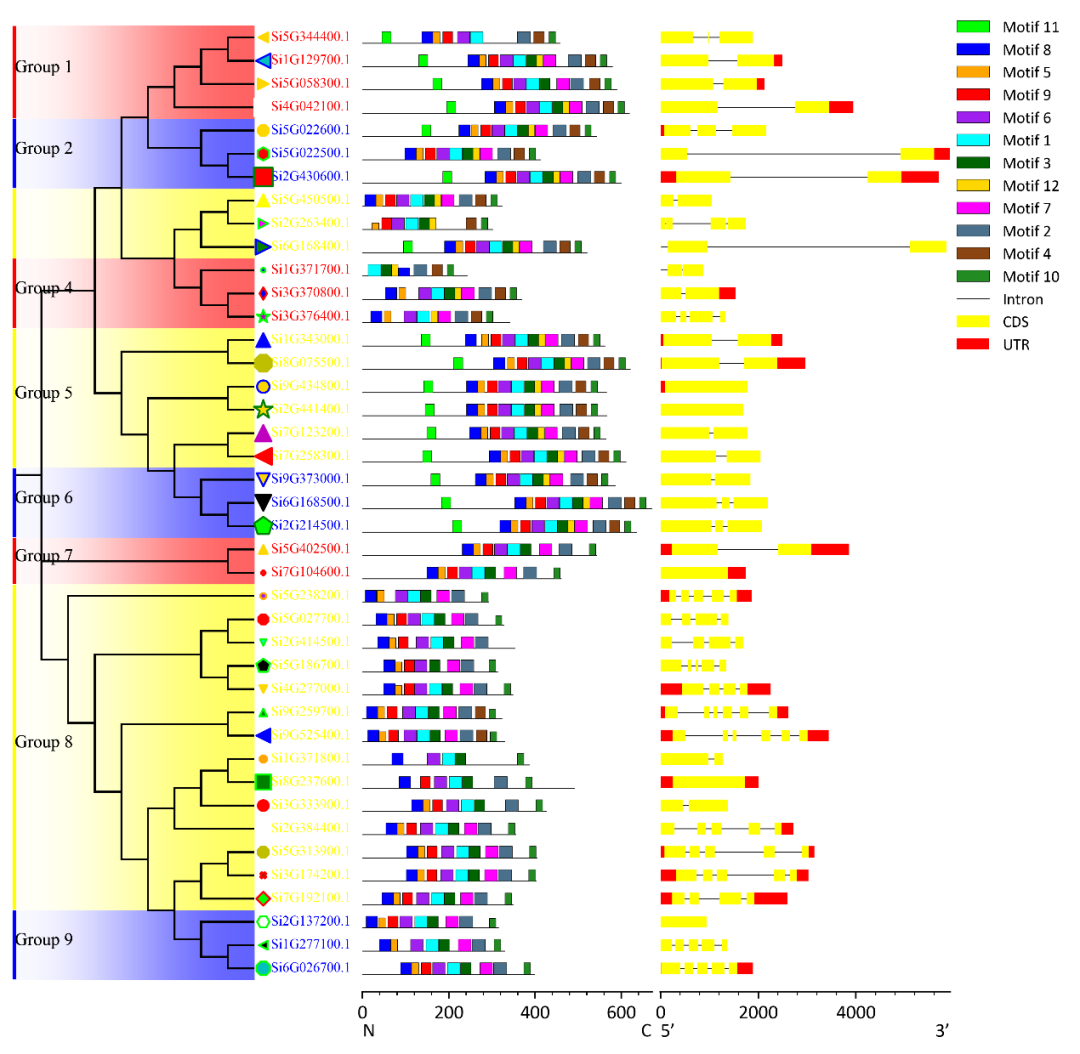 Group 1
Group 2
Group 4
Group 5
Group 6
Group 7
Group 8
Group 9
Si5G344400.1
Si1G129700.1
Si5G058300.1
Si4G042100.1
Si5G022600.1
Si5G022500.1
Si2G430600.1
Si5G450500.1
Si2G263400.1
Si6G168400.1
Si1G371700.1
Si3G370800.1
Si3G376400.1
Si1G343000.1
Si8G075500.1
Si9G434800.1
Si2G441400.1
Si7G123200.1
Si7G258300.1
Si9G373000.1
Si6G168500.1
Si2G214500.1
Si5G402500.1
Si7G104600.1
Si5G238200.1
Si5G027700.1
Si2G414500.1
Si5G186700.1
Si4G277000.1
Si9G259700.1
Si9G525400.1
Si1G371800.1
Si8G237600.1
Si3G333900.1
Si2G384400.1
Si5G313900.1
Si3G174200.1
Si7G192100.1
Si2G137200.1
Si1G277100.1
Si6G026700.1
Motif 11
Motif 8
Motif 5
Motif 9
Motif 6
Motif 1
Motif 3
Motif 12
Motif 7
Motif 2
Motif 4
Motif 10
Intron
CDS
UTR
0 200 400 600
N C
2000 4000
5’ 3’